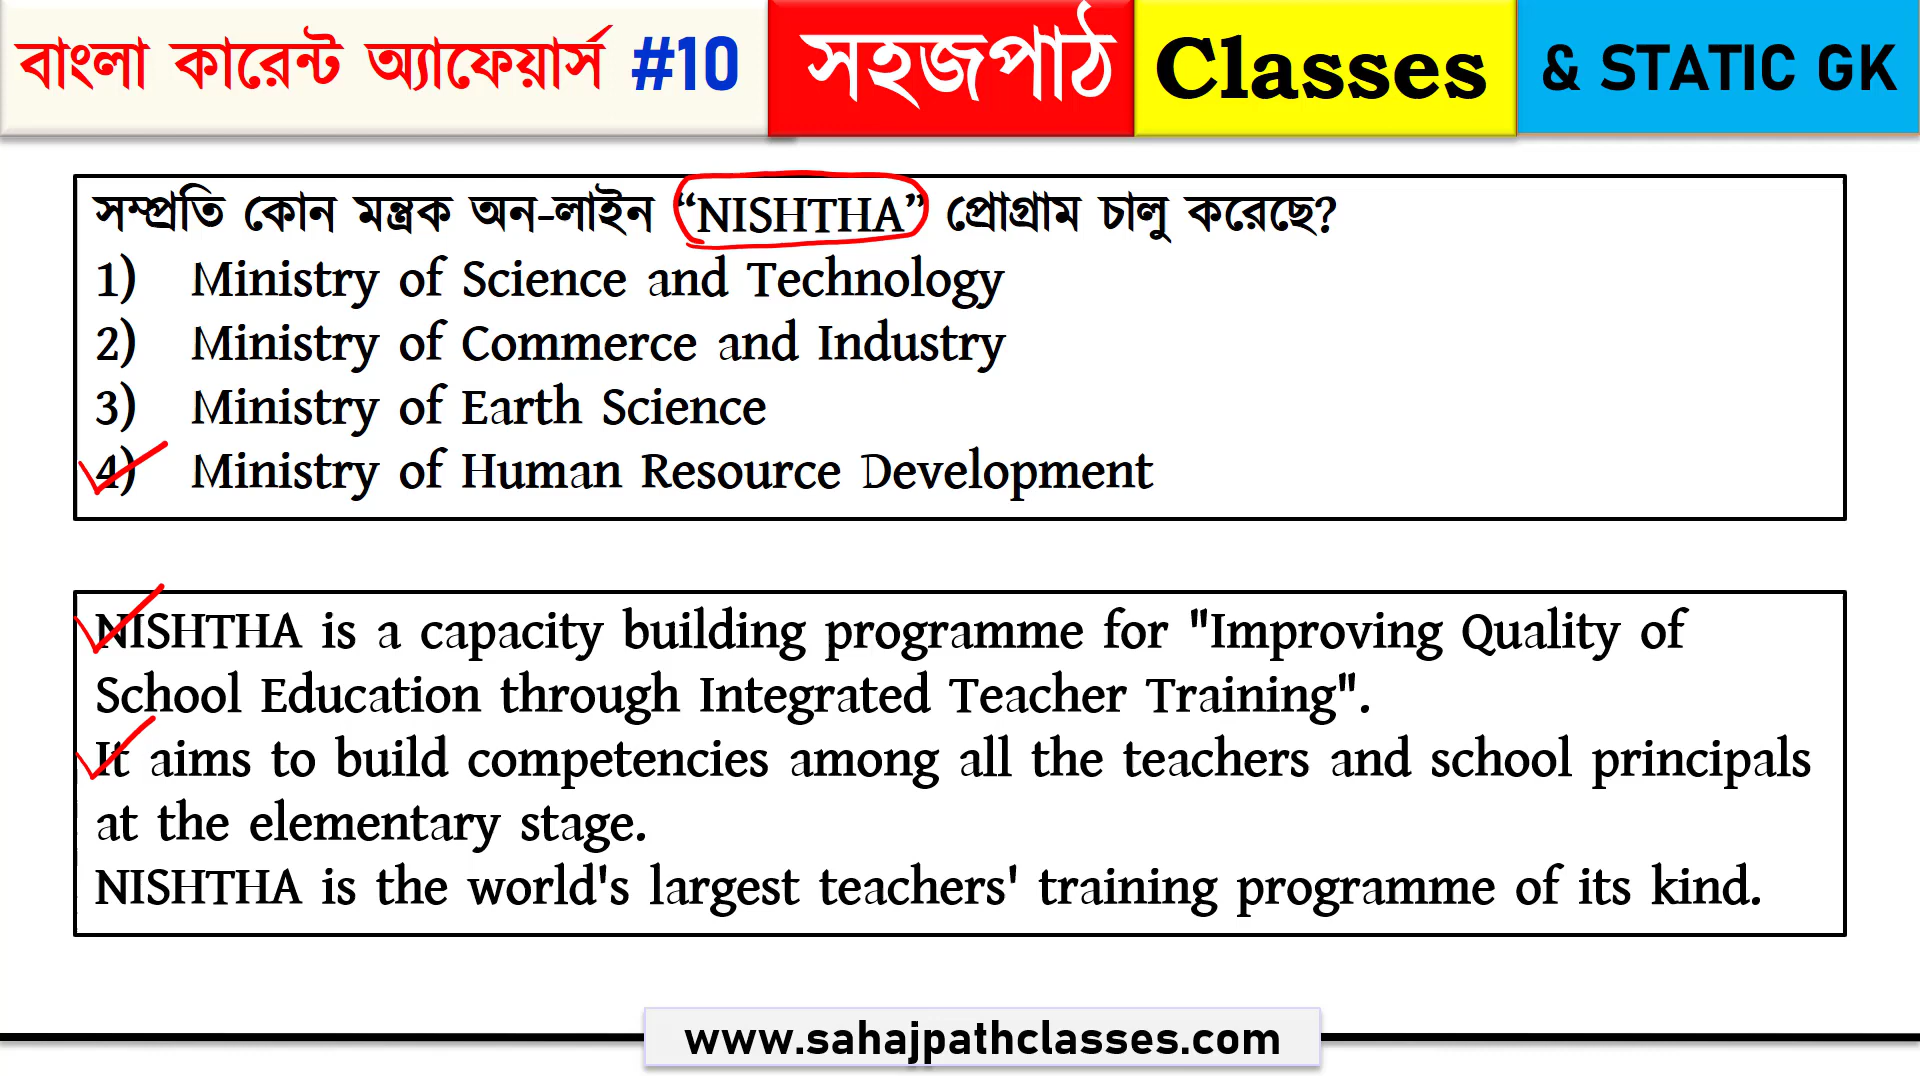 বাংলা কারেন্ট অ্যাফেয়ার্স #10 সহজপাঠ Classes & STATIC GK
সম্প্রতি কোন মন্ত্রক অন-লাইন “NISHTHA” প্রোগ্রাম চালু করেছে?
1) Ministry of Science and Technology
2) Ministry of Commerce and Industry
3) Ministry of Earth Science
4) Ministry of Human Resource Development
NISHTHA is a capacity building programme for "Improving Quality of
School Education through Integrated Teacher Training".
It aims to build competencies among all the teachers and school principals
at the elementary stage.
NISHTHA is the world's largest teachers' training programme of its kind.
www.sahajpathclasses.com